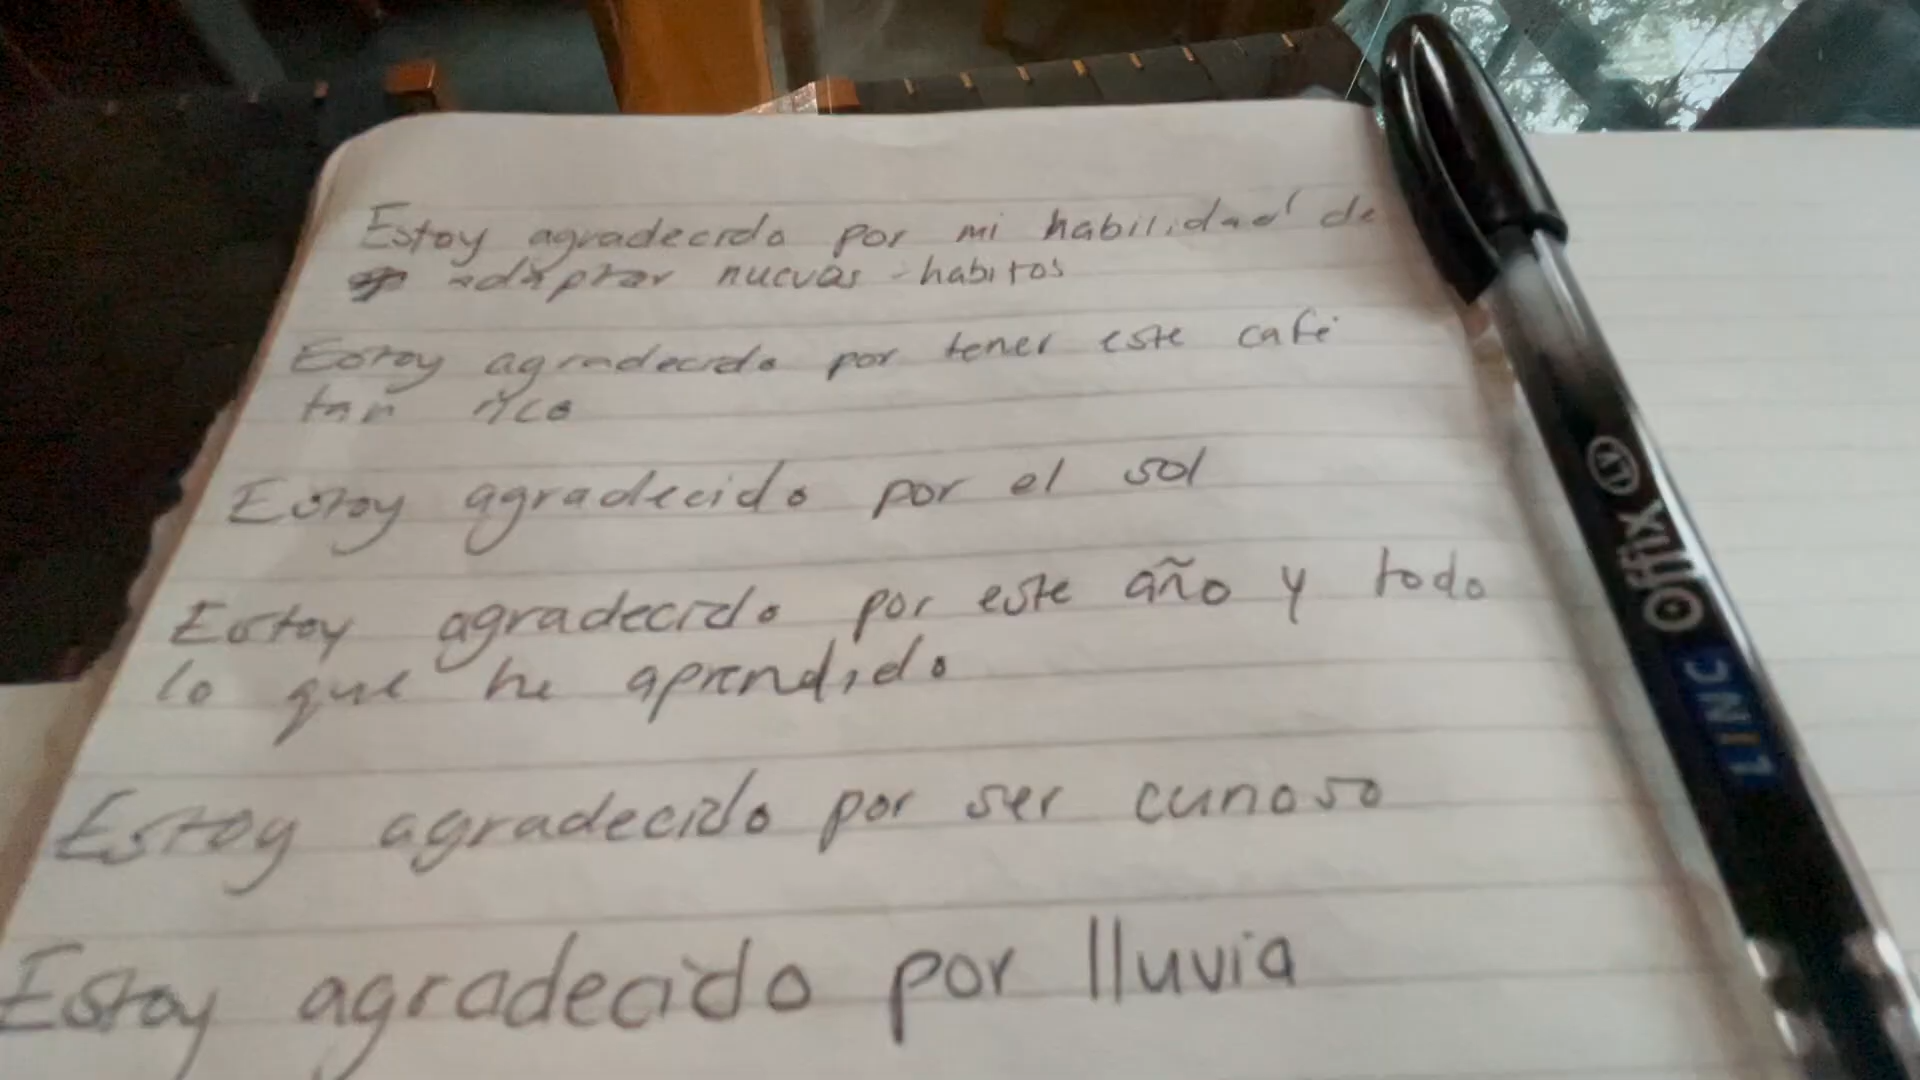 Estoy agradecido por mi habilidad de
adaptar nuevas habitos
Estoy agradecido por tener este café
tan rico
Estoy agradecido por el sol
Estoy agradecido por este año y todo
lo que he aprendido
Estoy agradecido por ser curioso
Estoy agradecido por lluvia
Offix LINC